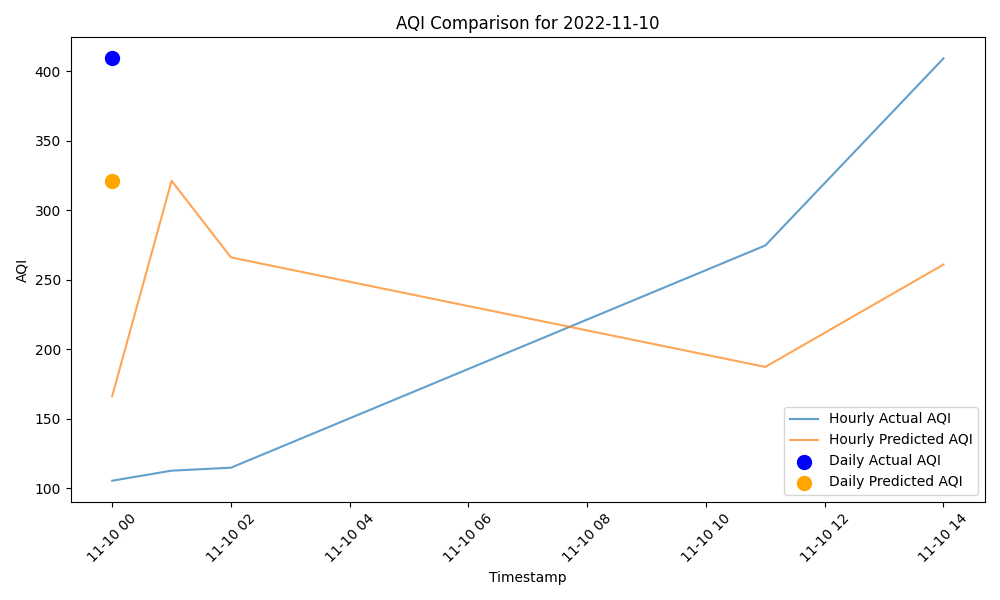 AQI Comparison for 2022-11-10
AQI
400
350
300
250
200
150
100
Hourly Actual AQI
Hourly Predicted AQI
Daily Actual AQI
Daily Predicted AQI
11-10 00
11-10 02
11-10 04
11-10 06
11-10 08
11-10 10
11-10 12
11-10 14
Timestamp